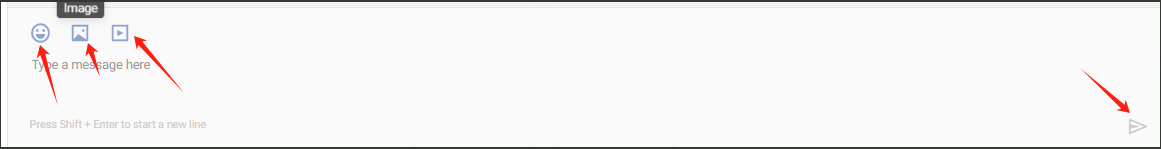 Image
Type a message here
Press Shift + Enter to start a new line